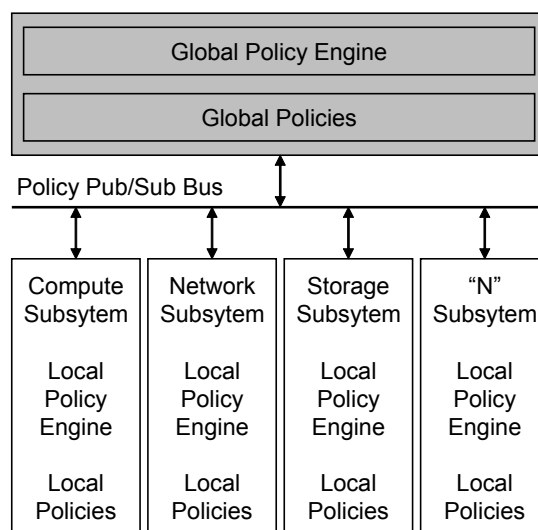 Global Policy Engine
Global Policies
Policy Pub/Sub Bus
Compute
Subsytem
Local
Policy
Engine
Local
Policies
Network
Subsytem
Local
Policy
Engine
Local
Policies
Storage
Subsytem
Local
Policy
Engine
Local
Policies
“N”
Subsytem
Local
Policy
Engine
Local
Policies